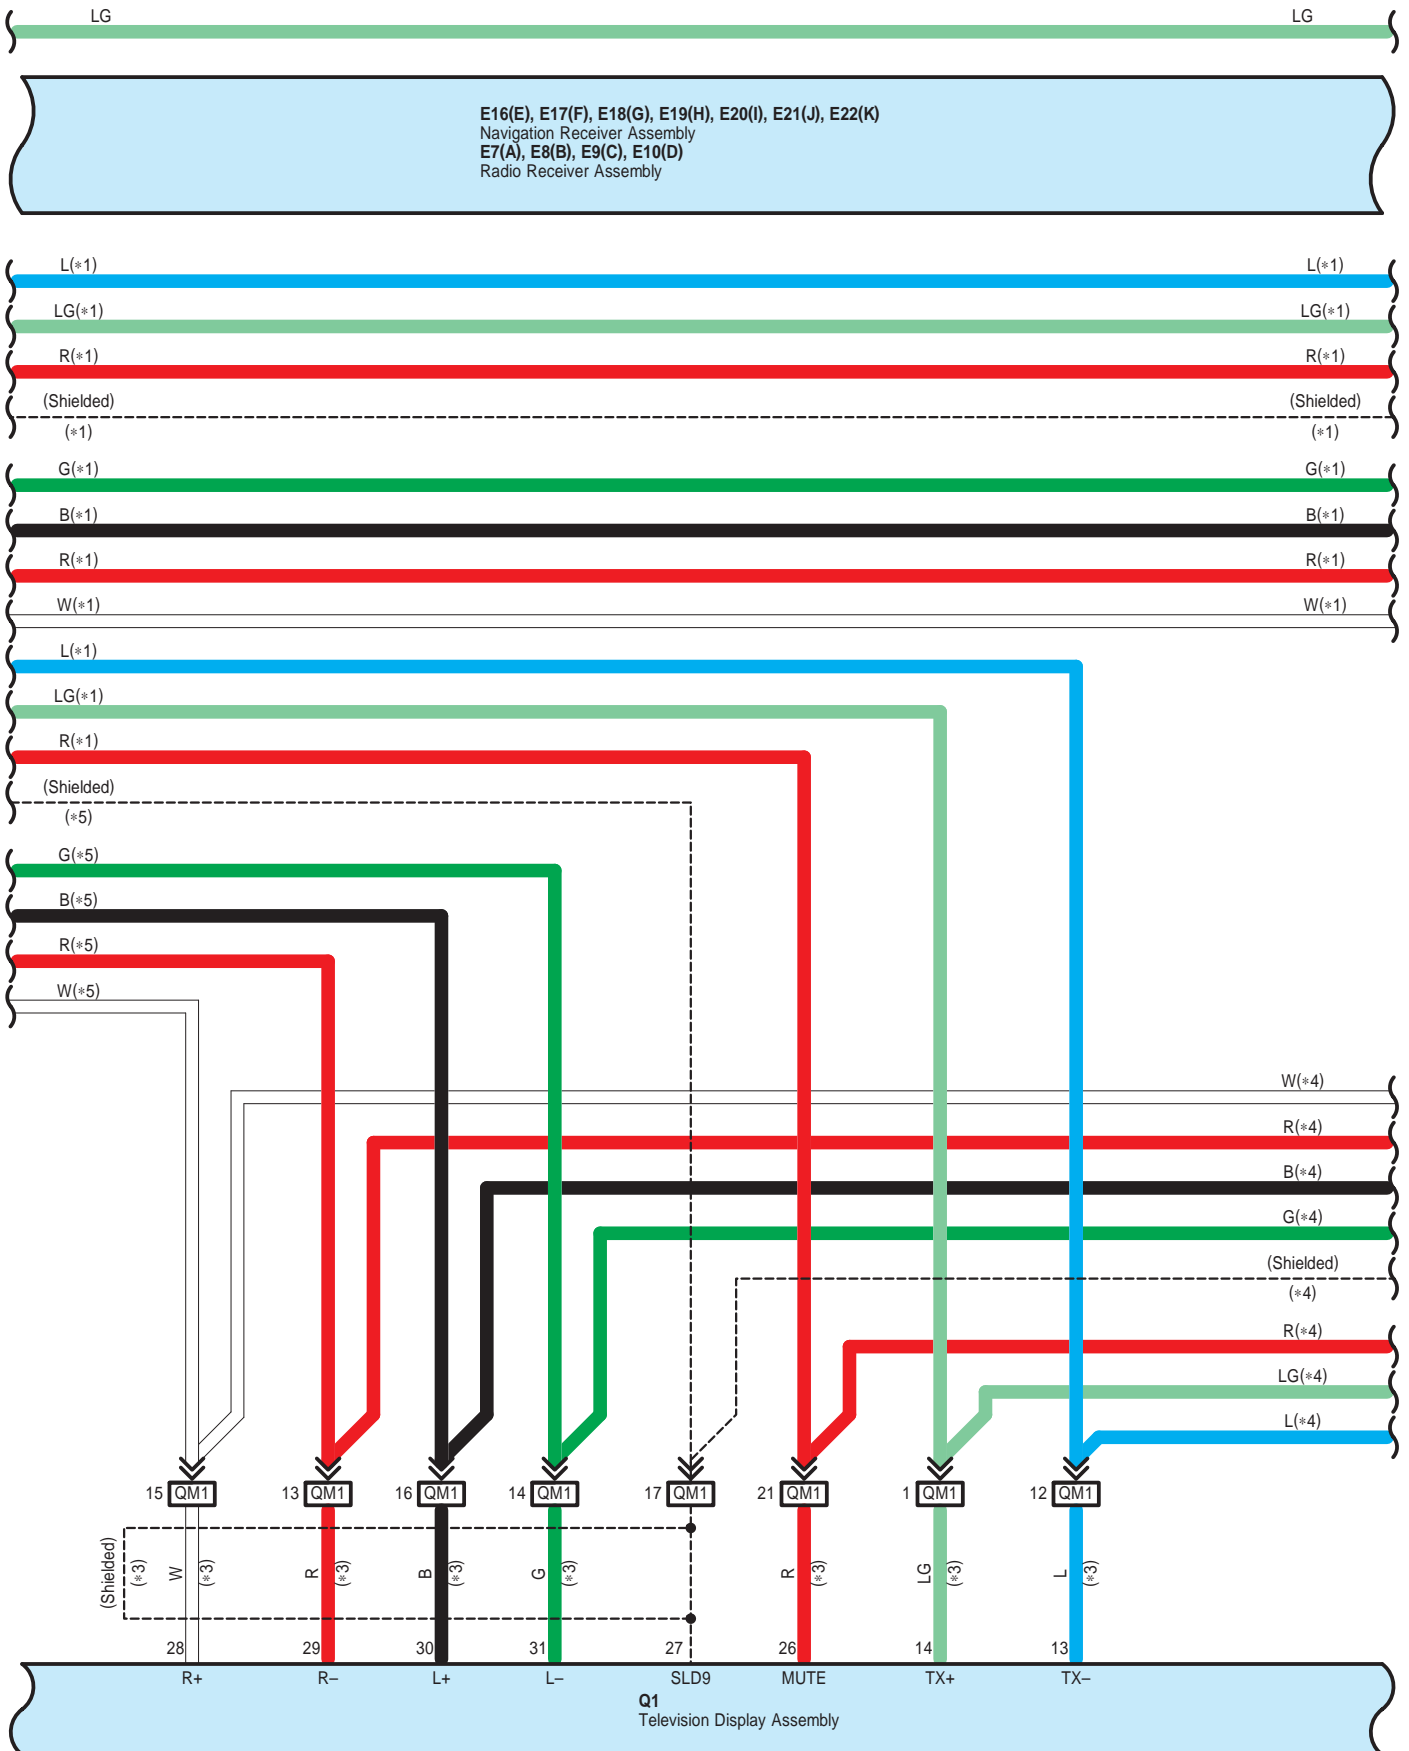 LG LG
E16(E), E17(F), E18(G), E19(H), E20(I), E21(J), E22(K)
Navigation Receiver Assembly
E7(A), E8(B), E9(C), E10(D)
Radio Receiver Assembly
L(*1) L(*1)
LG(*1) LG(*1)
R(*1) R(*1)
(Shielded) (Shielded)
(*1) (*1)
G(*1) G(*1)
B(*1) B(*1)
R(*1) R(*1)
W(*1) W(*1)
L(*1)
LG(*1)
R(*1)
(Shielded)
(*5)
G(*5)
B(*5)
R(*5)
W(*5)
W(*4)
R(*4)
B(*4)
G(*4)
(Shielded)
(*4)
R(*4)
LG(*4)
L(*4)
15 QM1 13 QM1 16 QM1 14 QM1 17 QM1 21 QM1 1 QM1 12 QM1
(Shielded) (*3) W (*3) R (*3) B (*3) G (*3) R (*3) LG (*3) L (*3)
28 29 30 31 27 26 14 13
R+ R– L+ L– SLD9 MUTE TX+ TX–
Q1
Television Display Assembly